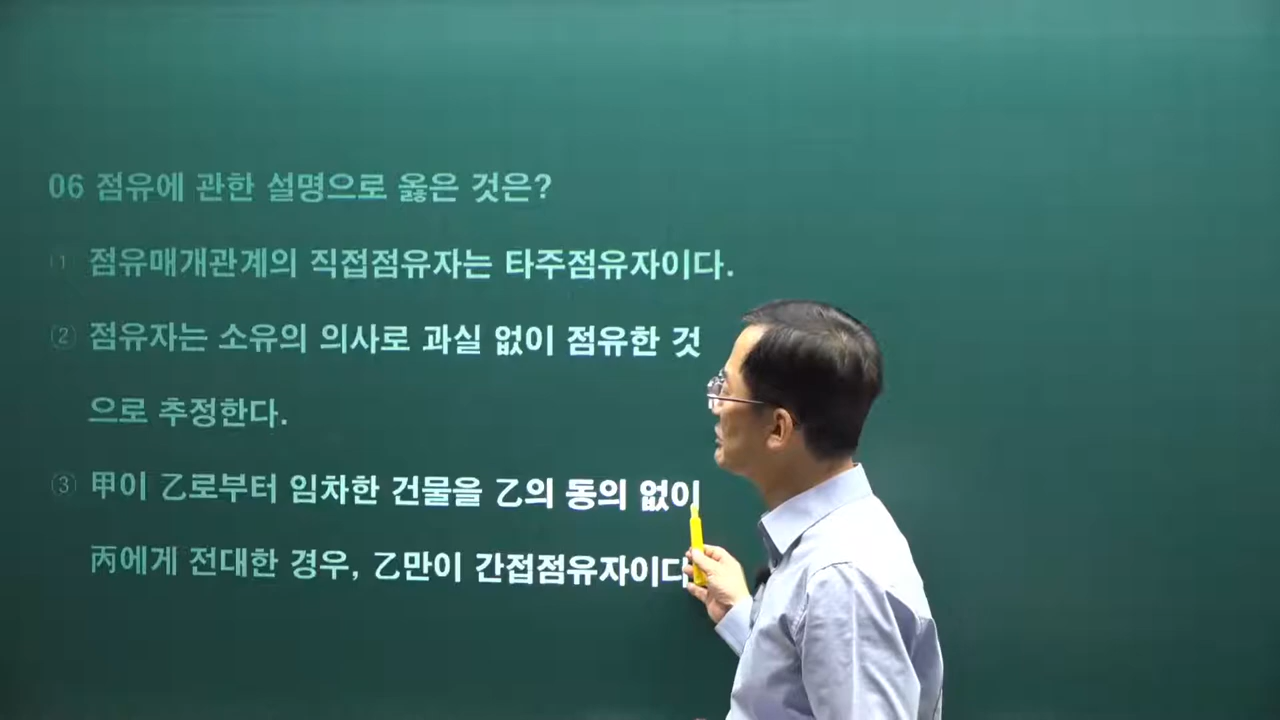 06 점유에 관한 설명으로 옳은 것은?
① 점유매개관계의 직접점유자는 타주점유자이다.
② 점유자는 소유의 의사로 과실 없이 점유한 것
으로 추정한다.
③ 甲이 乙로부터 임차한 건물을 乙의 동의 없이
丙에게 전대한 경우, 乙만이 간접점유자이다